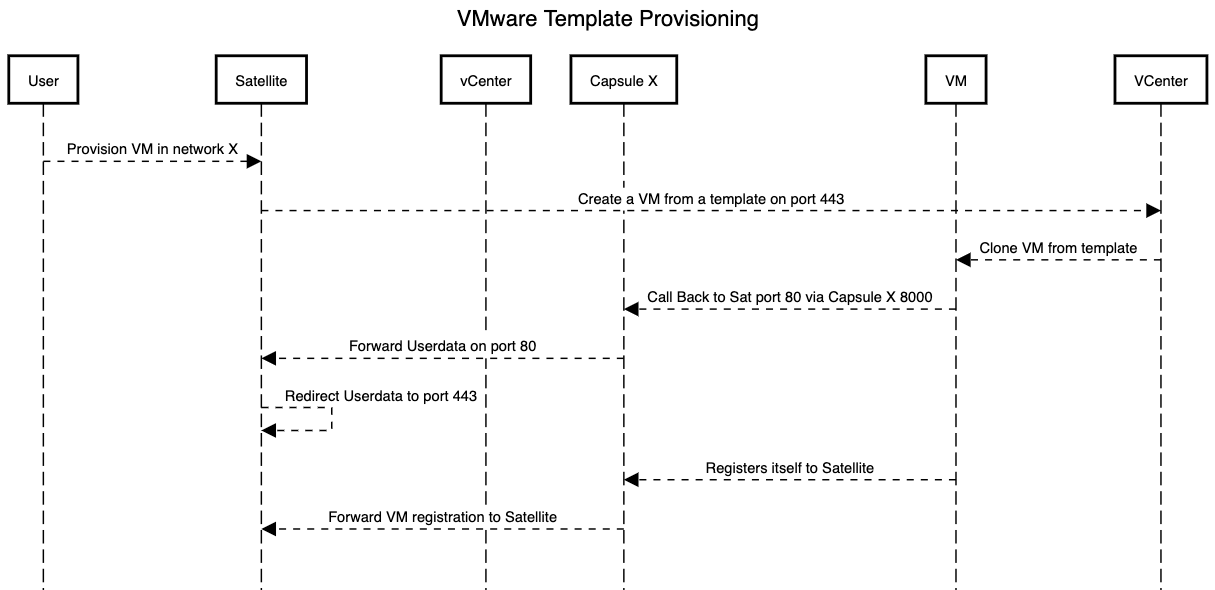 VMware Template Provisioning
User
Satellite
vCenter
Capsule X
VM
VCenter
Provision VM in network X
Create a VM from a template on port 443
Clone VM from template
Call Back to Sat port 80 via Capsule X 8000
Forward Userdata on port 80
Redirect Userdata to port 443
Registers itself to Satellite
Forward VM registration to Satellite